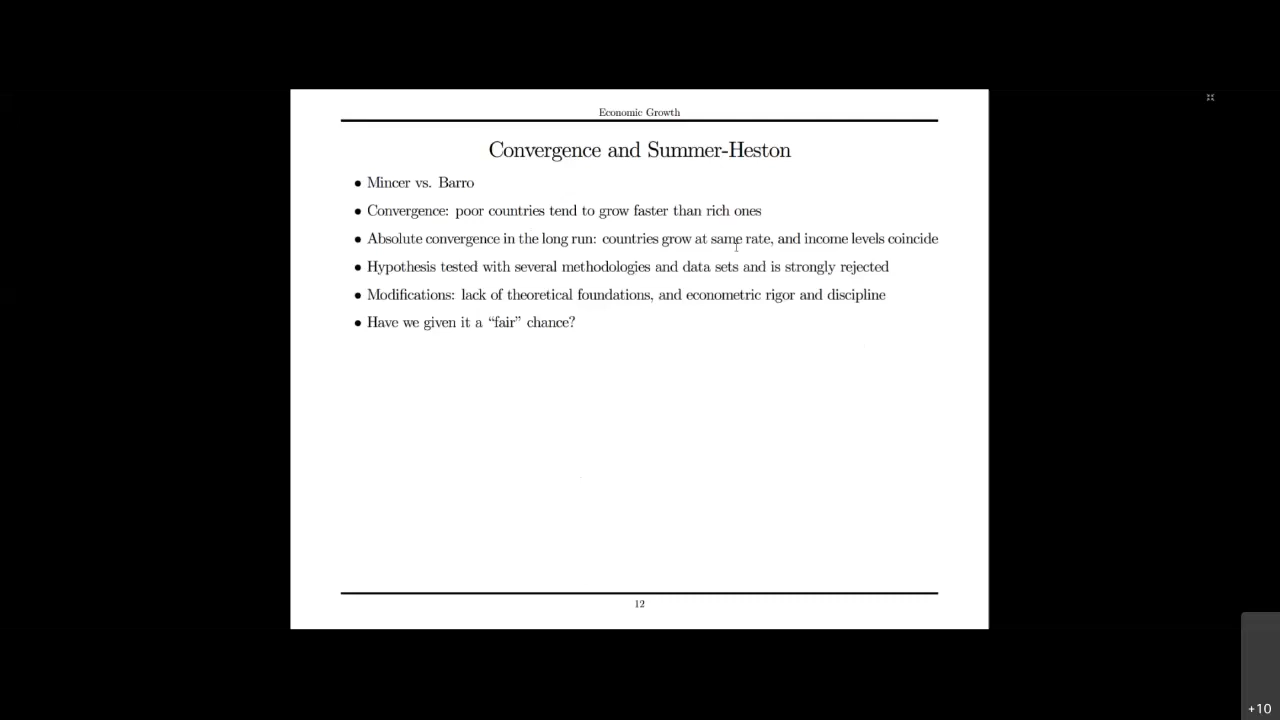 Economic Growth
Convergence and Summer-Heston
• Mincer vs. Barro
• Convergence: poor countries tend to grow faster than rich ones
• Absolute convergence in the long run: countries grow at same rate, and income levels coincide
• Hypothesis tested with several methodologies and data sets and is strongly rejected
• Modifications: lack of theoretical foundations, and econometric rigor and discipline
• Have we given it a “fair” chance?
12
+10